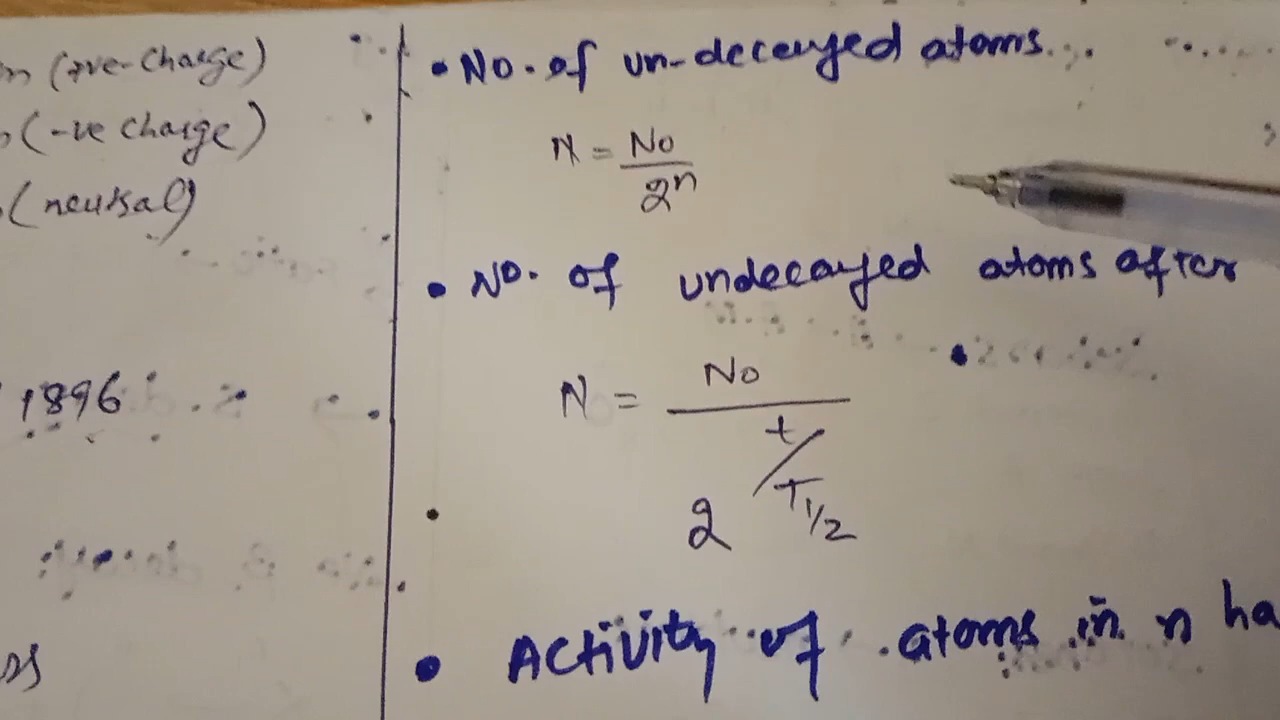 (+ve-charge)
(-ve charge)
(neutral)
1896
• No. of un-decayed atoms.
N = No
2ⁿ
• No. of undecayed atoms after
N = No
2^t/T1/2
• Activity of atoms in n ha